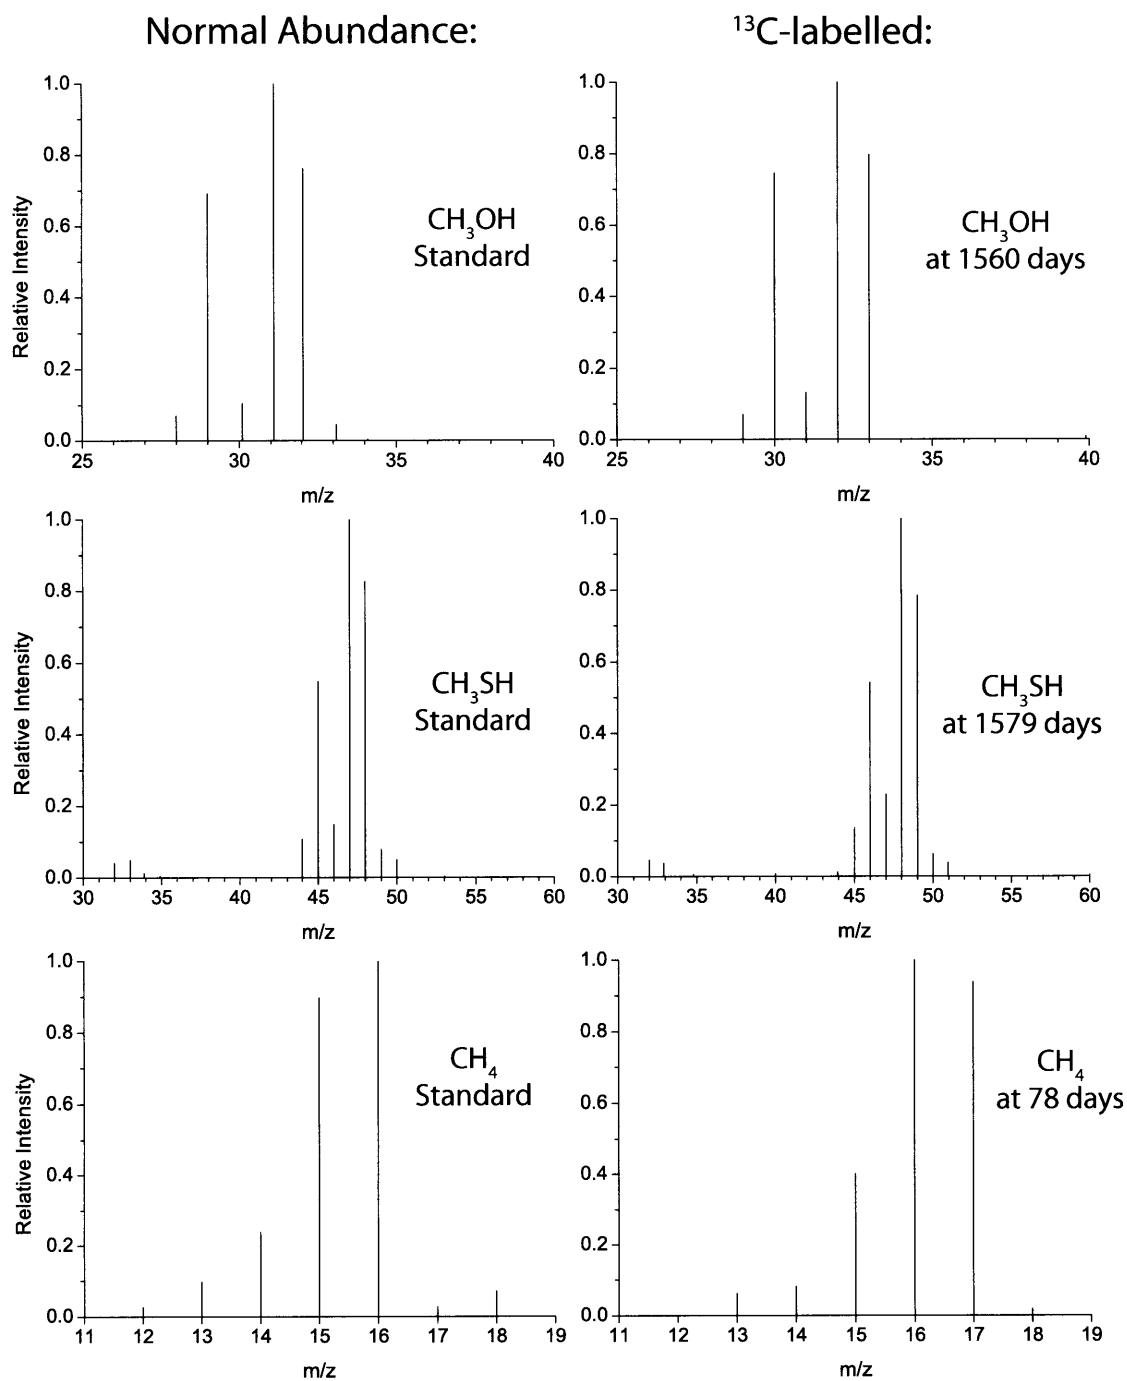 Normal Abundance:
¹³C-labelled:
1.0
0.8
0.6
0.4
0.2
0.0
Relative Intensity
25 30 35 40
m/z
CH₃OH
Standard
1.0
0.8
0.6
0.4
0.2
0.0
25 30 35 40
m/z
CH₃OH
at 1560 days
1.0
0.8
0.6
0.4
0.2
0.0
Relative Intensity
30 35 40 45 50 55 60
m/z
CH₃SH
Standard
1.0
0.8
0.6
0.4
0.2
0.0
30 35 40 45 50 55 60
m/z
CH₃SH
at 1579 days
1.0
0.8
0.6
0.4
0.2
0.0
Relative Intensity
11 12 13 14 15 16 17 18 19
m/z
CH₄
Standard
1.0
0.8
0.6
0.4
0.2
0.0
11 12 13 14 15 16 17 18 19
m/z
CH₄
at 78 days